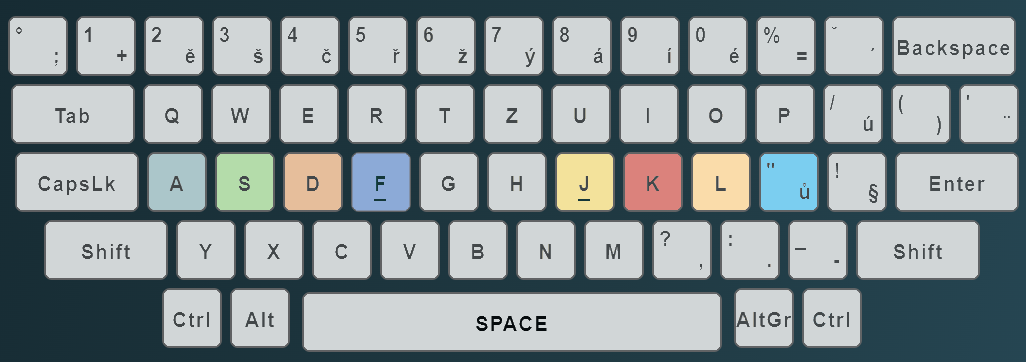 ° ; 1 + 2 ě 3 š 4 č 5 ř 6 ž 7 ý 8 á 9 í 0 é % = ˇ ´ Backspace
Tab Q W E R T Z U I O P / ú ( ) ' ¨
CapsLk A S D F G H J K L " ů ! § Enter
Shift Y X C V B N M ? , : . _ - Shift
Ctrl Alt SPACE AltGr Ctrl